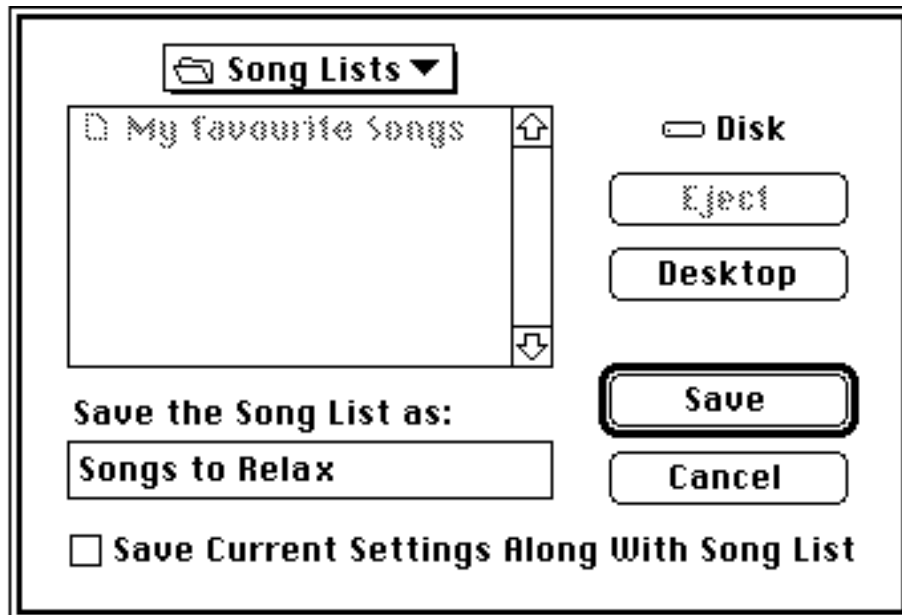 Song Lists
My favourite Songs
Disk
Eject
Desktop
Save
Save the Song List as:
Songs to Relax
Cancel
Save Current Settings Along With Song List